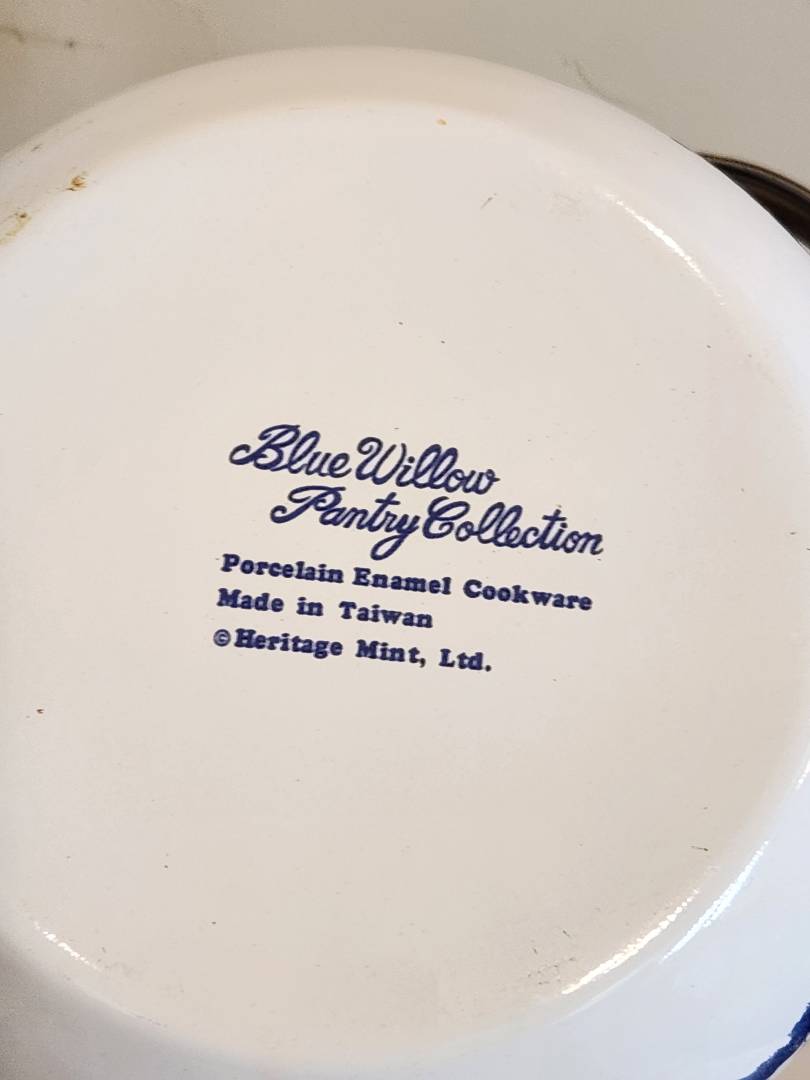 Blue Willow
Pantry Collection
Porcelain Enamel Cookware
Made in Taiwan
©Heritage Mint, Ltd.